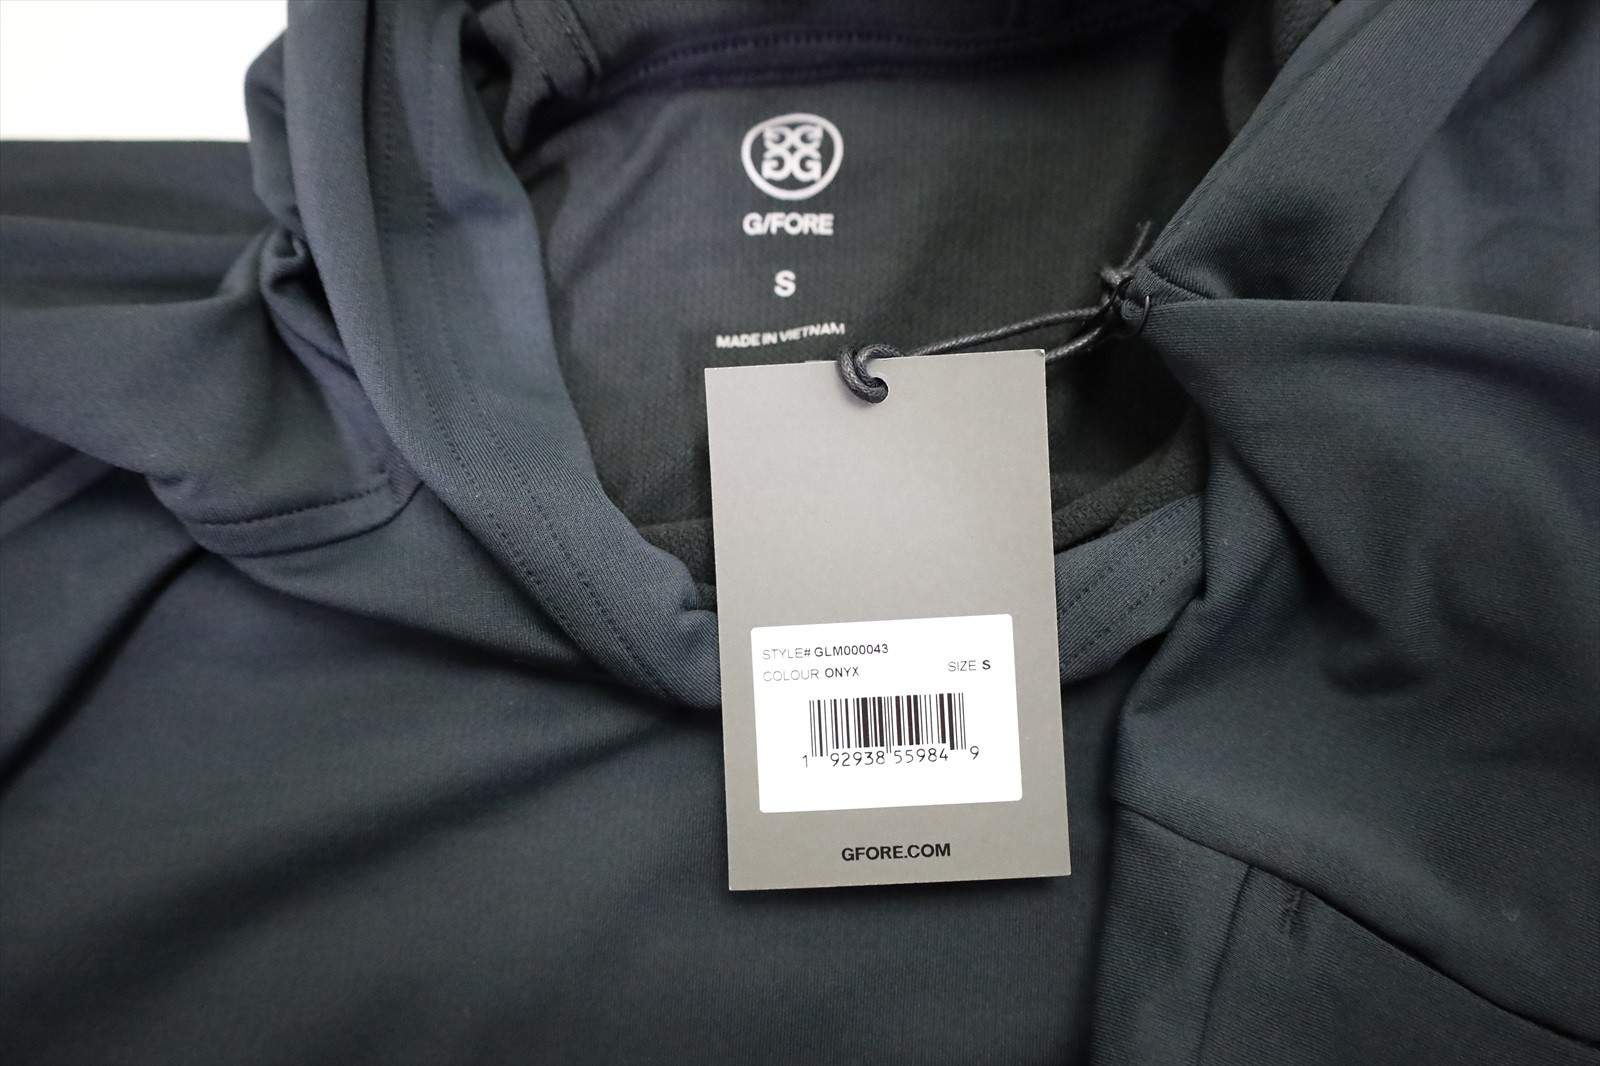 G/FORE
S
MADE IN VIETNAM
STYLE# GLM000043
COLOUR ONYX SIZE S
1 92938 55984 9
GFORE.COM